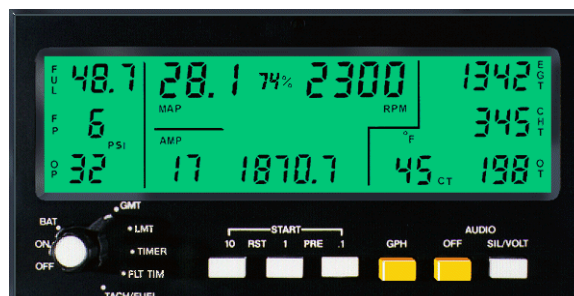 FUL 48.7 28.1 74% 2300 1342 EGT
MAP RPM
FP 6 PSI 345 CHT
AMP °F
OP 32 17 1870.7 45 CT 198 OT
GMT
BAT LMT START AUDIO
ON TIMER 10 RST 1 PRE .1 GPH OFF SIL/VOLT
OFF FLT TIM
TACH/FUEL